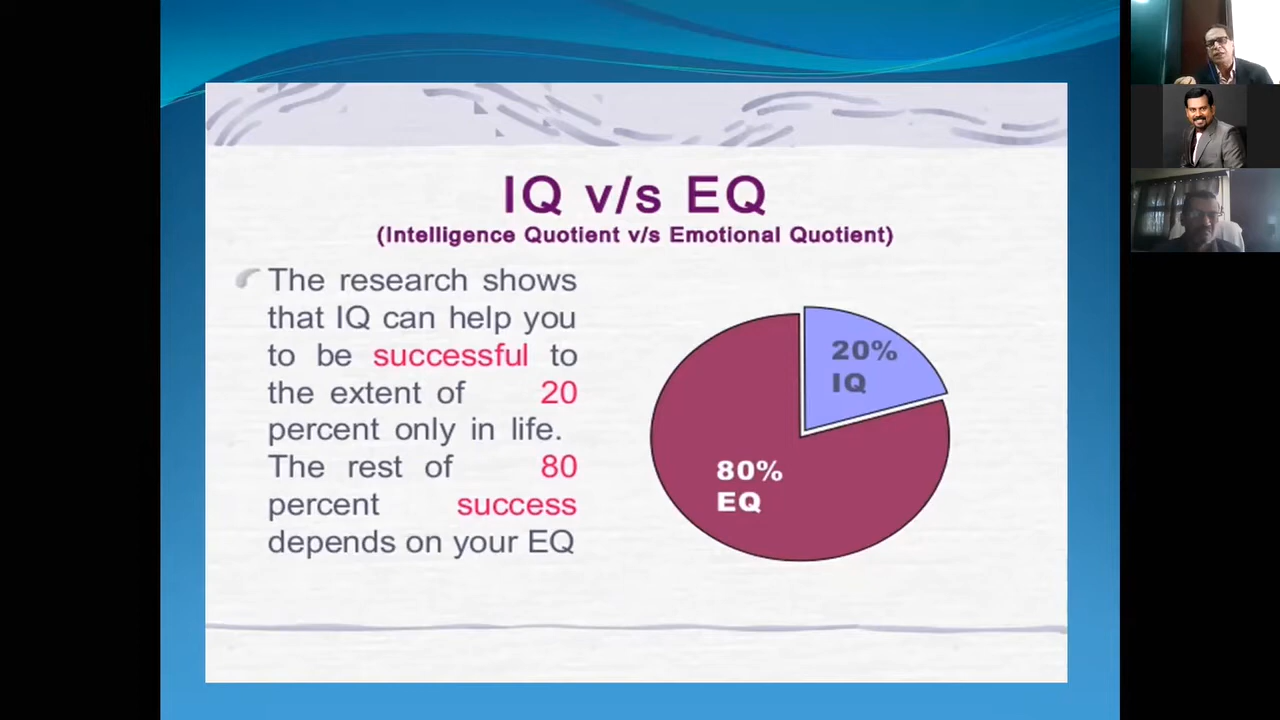 IQ v/s EQ
(Intelligence Quotient v/s Emotional Quotient)
The research shows
that IQ can help you
to be successful to
the extent of 20
percent only in life.
The rest of 80
percent success
depends on your EQ
20%
IQ
80%
EQ